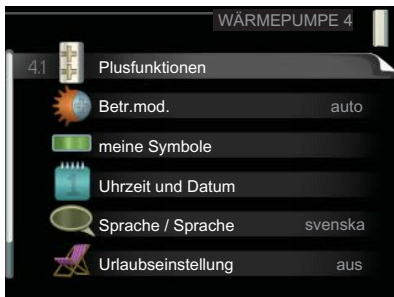 WÄRMEPUMPE 4
4.1 Plusfunktionen
Betr.mod. auto
meine Symbole
Uhrzeit und Datum
Sprache / Sprache svenska
Urlaubseinstellung aus